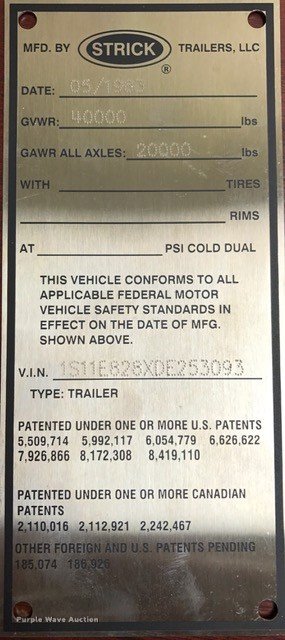 MFD. BY STRICK ® TRAILERS, LLC
DATE: 05/1983
GVWR: 40000 lbs
GAWR ALL AXLES: 20000 lbs
WITH TIRES
RIMS
AT PSI COLD DUAL
THIS VEHICLE CONFORMS TO ALL
APPLICABLE FEDERAL MOTOR
VEHICLE SAFETY STANDARDS IN
EFFECT ON THE DATE OF MFG.
SHOWN ABOVE.
V.I.N. 1S11E828XDE253093
TYPE: TRAILER
PATENTED UNDER ONE OR MORE U.S. PATENTS
5,509,714 5,992,117 6,054,779 6,626,622
7,926,866 8,172,308 8,419,110
PATENTED UNDER ONE OR MORE CANADIAN
PATENTS
2,110,016 2,112,921 2,242,467
OTHER FOREIGN AND U.S. PATENTS PENDING
185,074 186,926
Purple Wave Auction